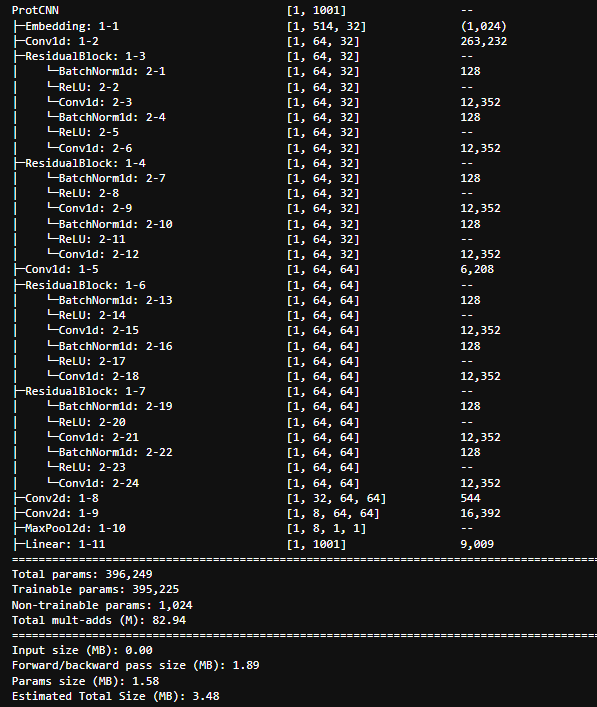 ProtCNN [1, 1001] --
├─Embedding: 1-1 [1, 514, 32] (1,024)
├─Conv1d: 1-2 [1, 64, 32] 263,232
├─ResidualBlock: 1-3 [1, 64, 32] --
│ └─BatchNorm1d: 2-1 [1, 64, 32] 128
│ └─ReLU: 2-2 [1, 64, 32] --
│ └─Conv1d: 2-3 [1, 64, 32] 12,352
│ └─BatchNorm1d: 2-4 [1, 64, 32] 128
│ └─ReLU: 2-5 [1, 64, 32] --
│ └─Conv1d: 2-6 [1, 64, 32] 12,352
├─ResidualBlock: 1-4 [1, 64, 32] --
│ └─BatchNorm1d: 2-7 [1, 64, 32] 128
│ └─ReLU: 2-8 [1, 64, 32] --
│ └─Conv1d: 2-9 [1, 64, 32] 12,352
│ └─BatchNorm1d: 2-10 [1, 64, 32] 128
│ └─ReLU: 2-11 [1, 64, 32] --
│ └─Conv1d: 2-12 [1, 64, 32] 12,352
├─Conv1d: 1-5 [1, 64, 64] 6,208
├─ResidualBlock: 1-6 [1, 64, 64] --
│ └─BatchNorm1d: 2-13 [1, 64, 64] 128
│ └─ReLU: 2-14 [1, 64, 64] --
│ └─Conv1d: 2-15 [1, 64, 64] 12,352
│ └─BatchNorm1d: 2-16 [1, 64, 64] 128
│ └─ReLU: 2-17 [1, 64, 64] --
│ └─Conv1d: 2-18 [1, 64, 64] 12,352
├─ResidualBlock: 1-7 [1, 64, 64] --
│ └─BatchNorm1d: 2-19 [1, 64, 64] 128
│ └─ReLU: 2-20 [1, 64, 64] --
│ └─Conv1d: 2-21 [1, 64, 64] 12,352
│ └─BatchNorm1d: 2-22 [1, 64, 64] 128
│ └─ReLU: 2-23 [1, 64, 64] --
│ └─Conv1d: 2-24 [1, 64, 64] 12,352
├─Conv2d: 1-8 [1, 32, 64, 64] 544
├─Conv2d: 1-9 [1, 8, 64, 64] 16,392
├─MaxPool2d: 1-10 [1, 8, 1, 1] --
├─Linear: 1-11 [1, 1001] 9,009
==========================================================================================
Total params: 396,249
Trainable params: 395,225
Non-trainable params: 1,024
Total mult-adds (M): 82.94
==========================================================================================
Input size (MB): 0.00
Forward/backward pass size (MB): 1.89
Params size (MB): 1.58
Estimated Total Size (MB): 3.48